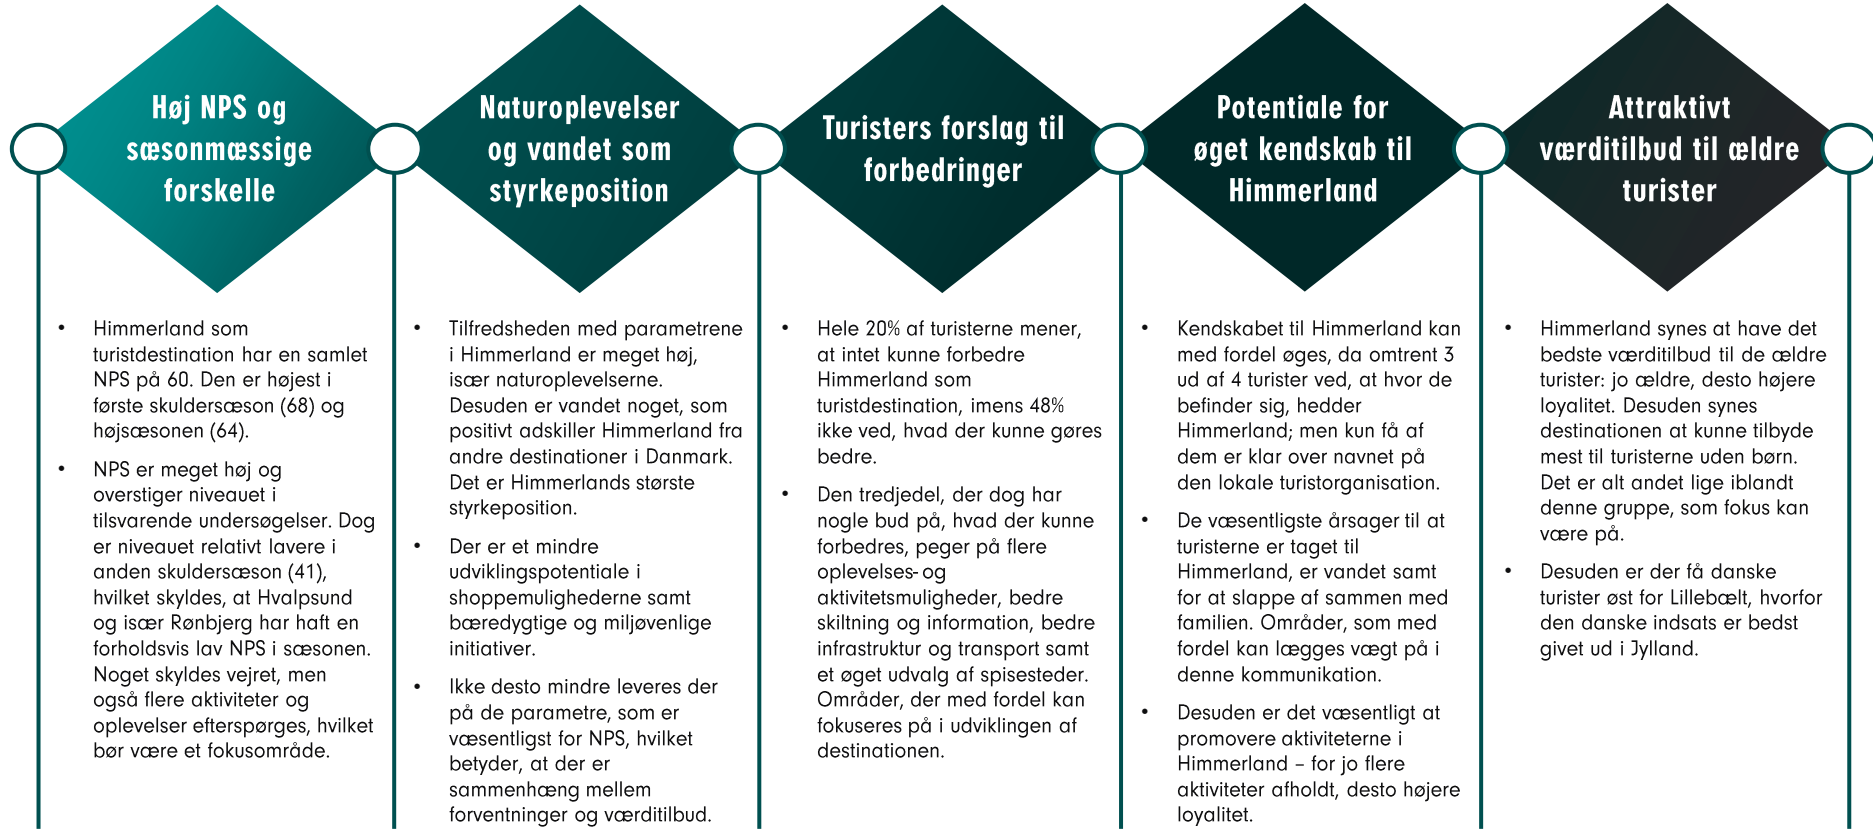 Høj NPS og
sæsonmæssige
forskelle
• Himmerland som
turistdestination har en samlet
NPS på 60. Den er højest i
første skuldersæson (68) og
højsæsonen (64).
• NPS er meget høj og
overstiger niveauet i
tilsvarende undersøgelser. Dog
er niveauet relativt lavere i
anden skuldersæson (41),
hvilket skyldes, at Hvalpsund
og især Rønbjerg har haft en
forholdsvis lav NPS i sæsonen.
Noget skyldes vejret, men
også flere aktiviteter og
oplevelser efterspørges, hvilket
bør være et fokusområde.
Naturoplevelser
og vandet som
styrkeposition
• Tilfredsheden med parametrene
i Himmerland er meget høj,
især naturoplevelserne.
Desuden er vandet noget, som
positivt adskiller Himmerland fra
andre destinationer i Danmark.
Det er Himmerlands største
styrkeposition.
• Der er et mindre
udviklingspotentiale i
shoppemulighederne samt
bæredygtige og miljøvenlige
initiativer.
• Ikke desto mindre leveres der
på de parametre, som er
væsentligst for NPS, hvilket
betyder, at der er
sammenhæng mellem
forventninger og værditilbud.
Turisters forslag til
forbedringer
• Hele 20% af turisterne mener,
at intet kunne forbedre
Himmerland som
turistdestination, imens 48%
ikke ved, hvad der kunne gøres
bedre.
• Den tredjedel, der dog har
nogle bud på, hvad der kunne
forbedres, peger på flere
oplevelses- og
aktivitetsmuligheder, bedre
skiltning og information, bedre
infrastruktur og transport samt
et øget udvalg af spisesteder.
Områder, der med fordel kan
fokuseres på i udviklingen af
destinationen.
Potentiale for
øget kendskab til
Himmerland
• Kendskabet til Himmerland kan
med fordel øges, da omtrent 3
ud af 4 turister ved, at hvor de
befinder sig, hedder
Himmerland; men kun få af
dem er klar over navnet på
den lokale turistorganisation.
• De væsentligste årsager til at
turisterne er taget til
Himmerland, er vandet samt
for at slappe af sammen med
familien. Områder, som med
fordel kan lægges vægt på i
denne kommunikation.
• Desuden er det væsentligt at
promovere aktiviteterne i
Himmerland – for jo flere
aktiviteter afholdt, desto højere
loyalitet.
Attraktivt
værditilbud til ældre
turister
• Himmerland synes at have det
bedste værditilbud til de ældre
turister: jo ældre, desto højere
loyalitet. Desuden synes
destinationen at kunne tilbyde
mest til turisterne uden børn.
Det er alt andet lige iblandt
denne gruppe, som fokus kan
være på.
• Desuden er der få danske
turister øst for Lillebælt, hvorfor
den danske indsats er bedst
givet ud i Jylland.